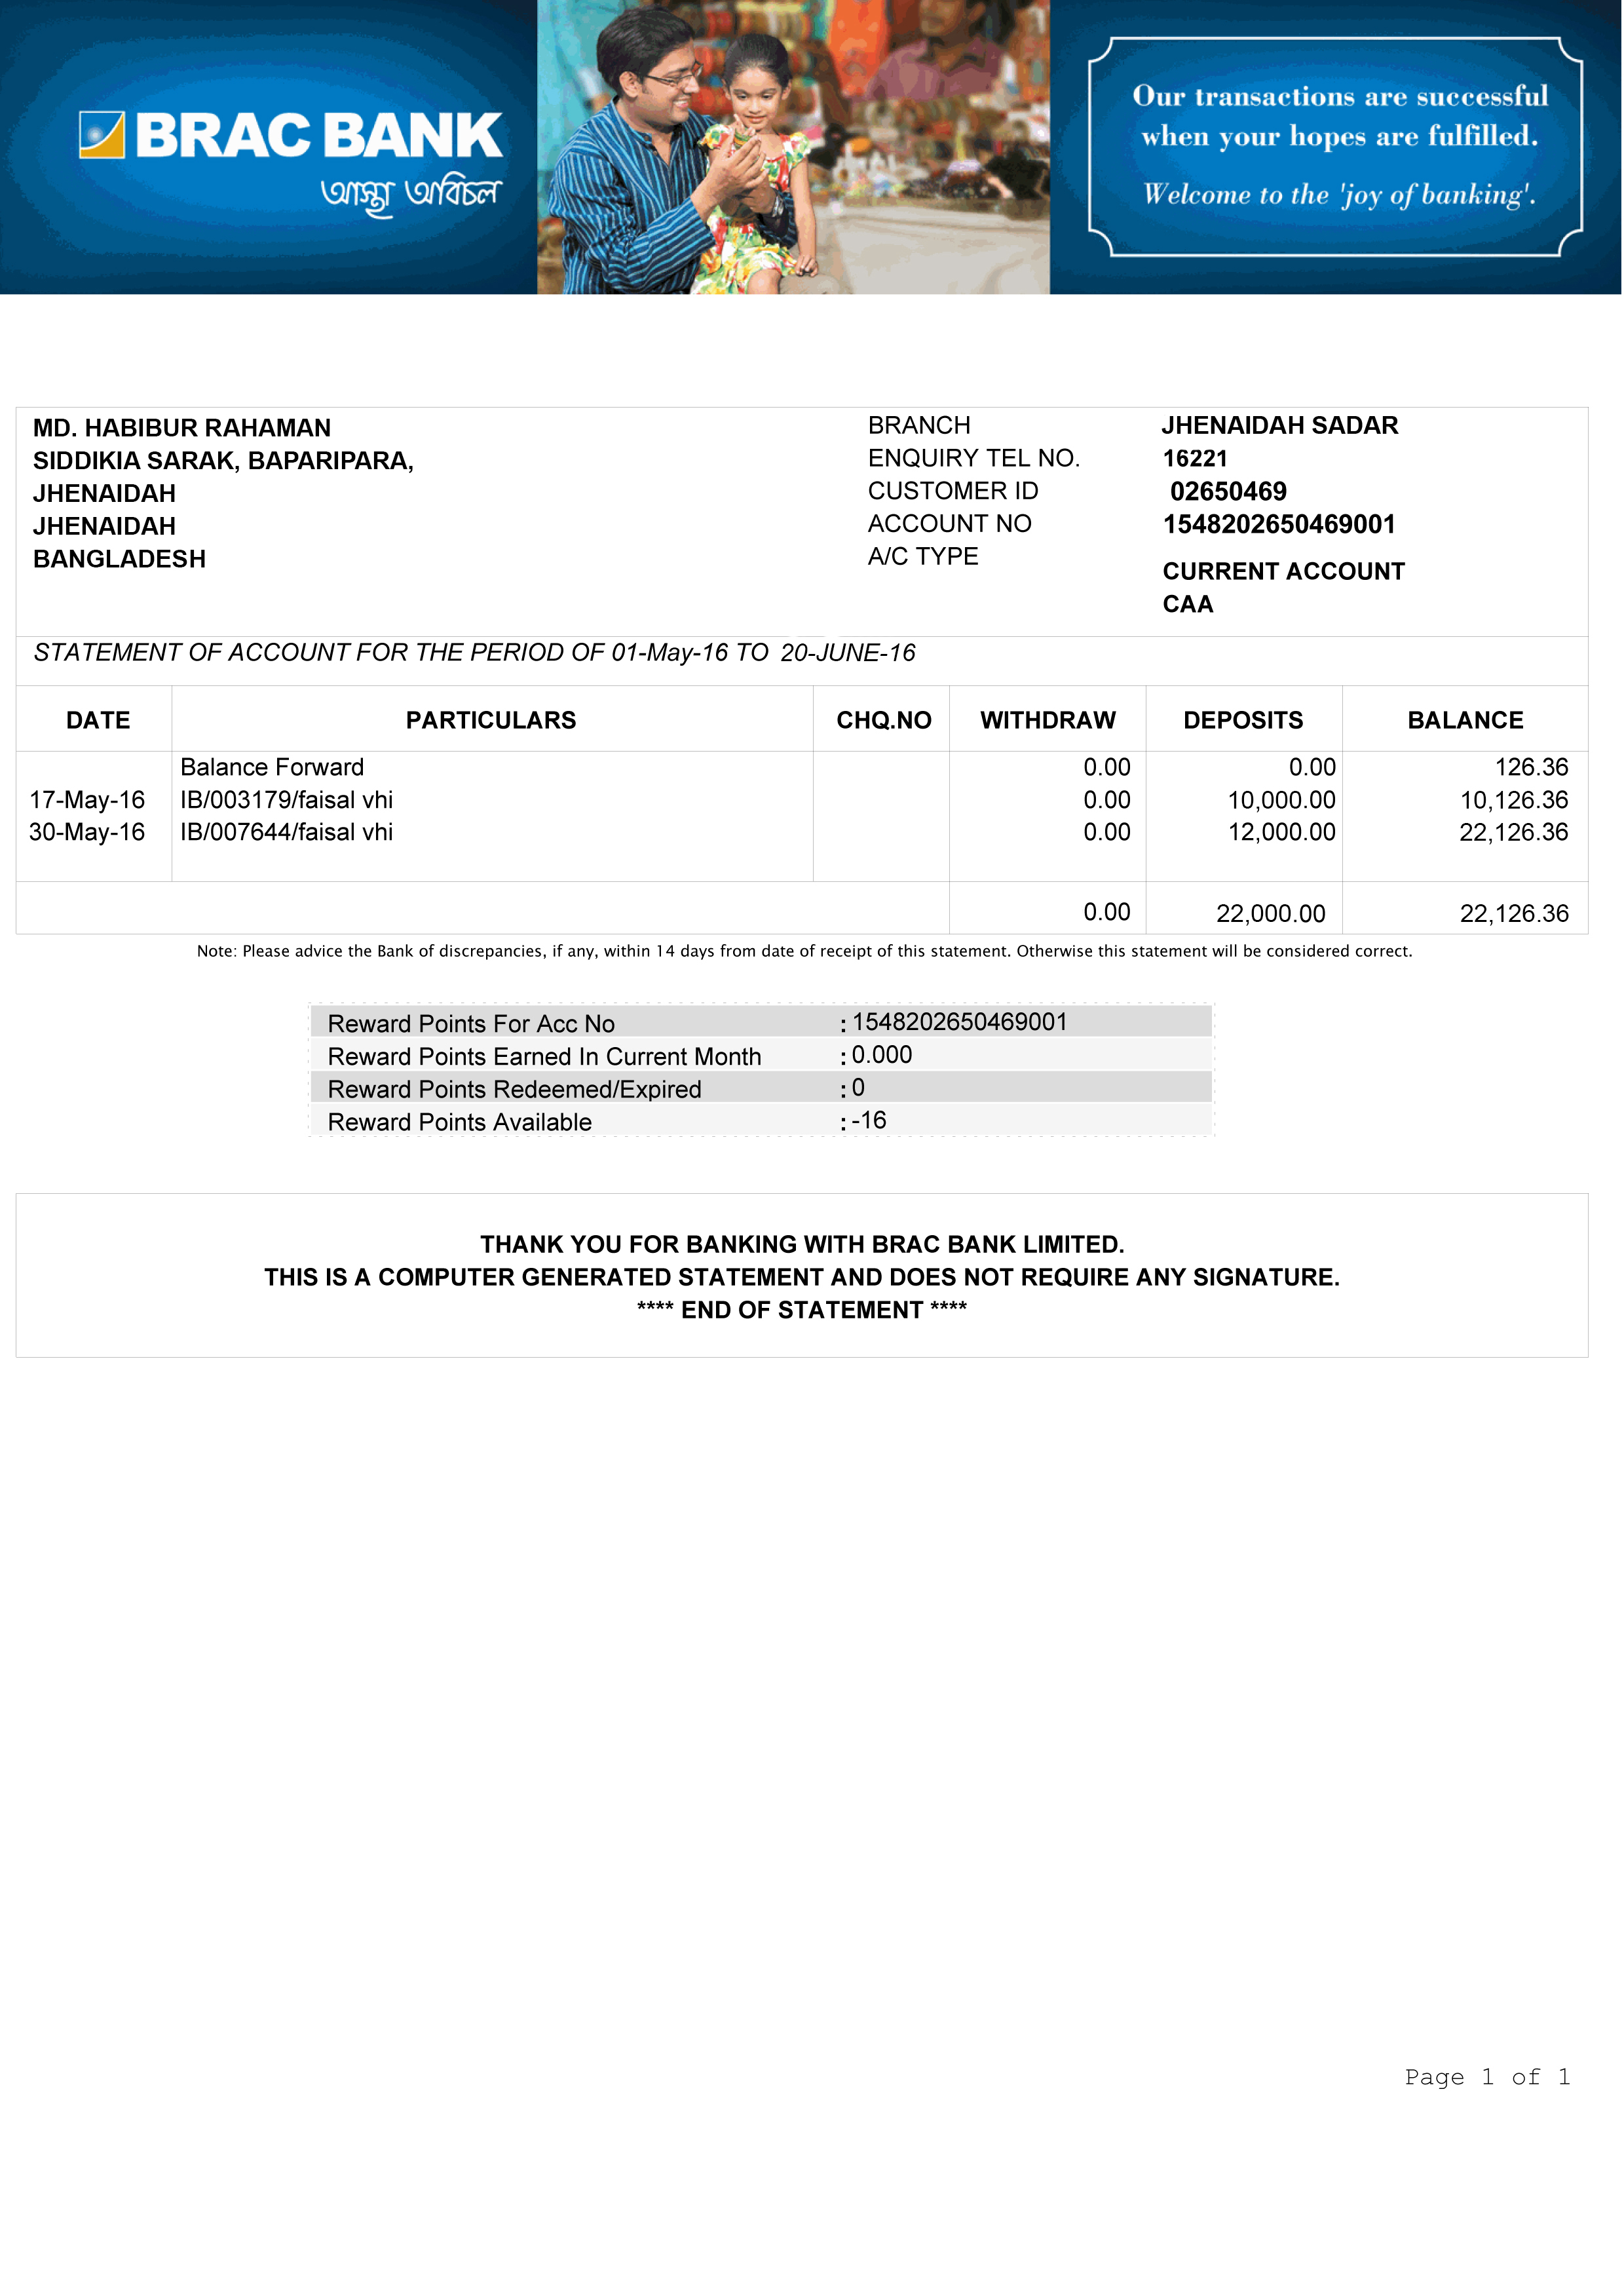 BRAC BANK
আস্থা অবিচল
Our transactions are successful
when your hopes are fulfilled.
Welcome to the 'joy of banking'.
MD. HABIBUR RAHAMAN
SIDDIKIA SARAK, BAPARIPARA,
JHENAIDAH
JHENAIDAH
BANGLADESH
BRANCH JHENAIDAH SADAR
ENQUIRY TEL NO. 16221
CUSTOMER ID 02650469
ACCOUNT NO 1548202650469001
A/C TYPE CURRENT ACCOUNT
CAA
STATEMENT OF ACCOUNT FOR THE PERIOD OF 01-May-16 TO 20-JUNE-16
DATE PARTICULARS CHQ.NO WITHDRAW DEPOSITS BALANCE
Balance Forward 0.00 0.00 126.36
17-May-16 IB/003179/faisal vhi 0.00 10,000.00 10,126.36
30-May-16 IB/007644/faisal vhi 0.00 12,000.00 22,126.36
0.00 22,000.00 22,126.36
Note: Please advice the Bank of discrepancies, if any, within 14 days from date of receipt of this statement. Otherwise this statement will be considered correct.
Reward Points For Acc No : 1548202650469001
Reward Points Earned In Current Month : 0.000
Reward Points Redeemed/Expired : 0
Reward Points Available : -16
THANK YOU FOR BANKING WITH BRAC BANK LIMITED.
THIS IS A COMPUTER GENERATED STATEMENT AND DOES NOT REQUIRE ANY SIGNATURE.
**** END OF STATEMENT ****
Page 1 of 1